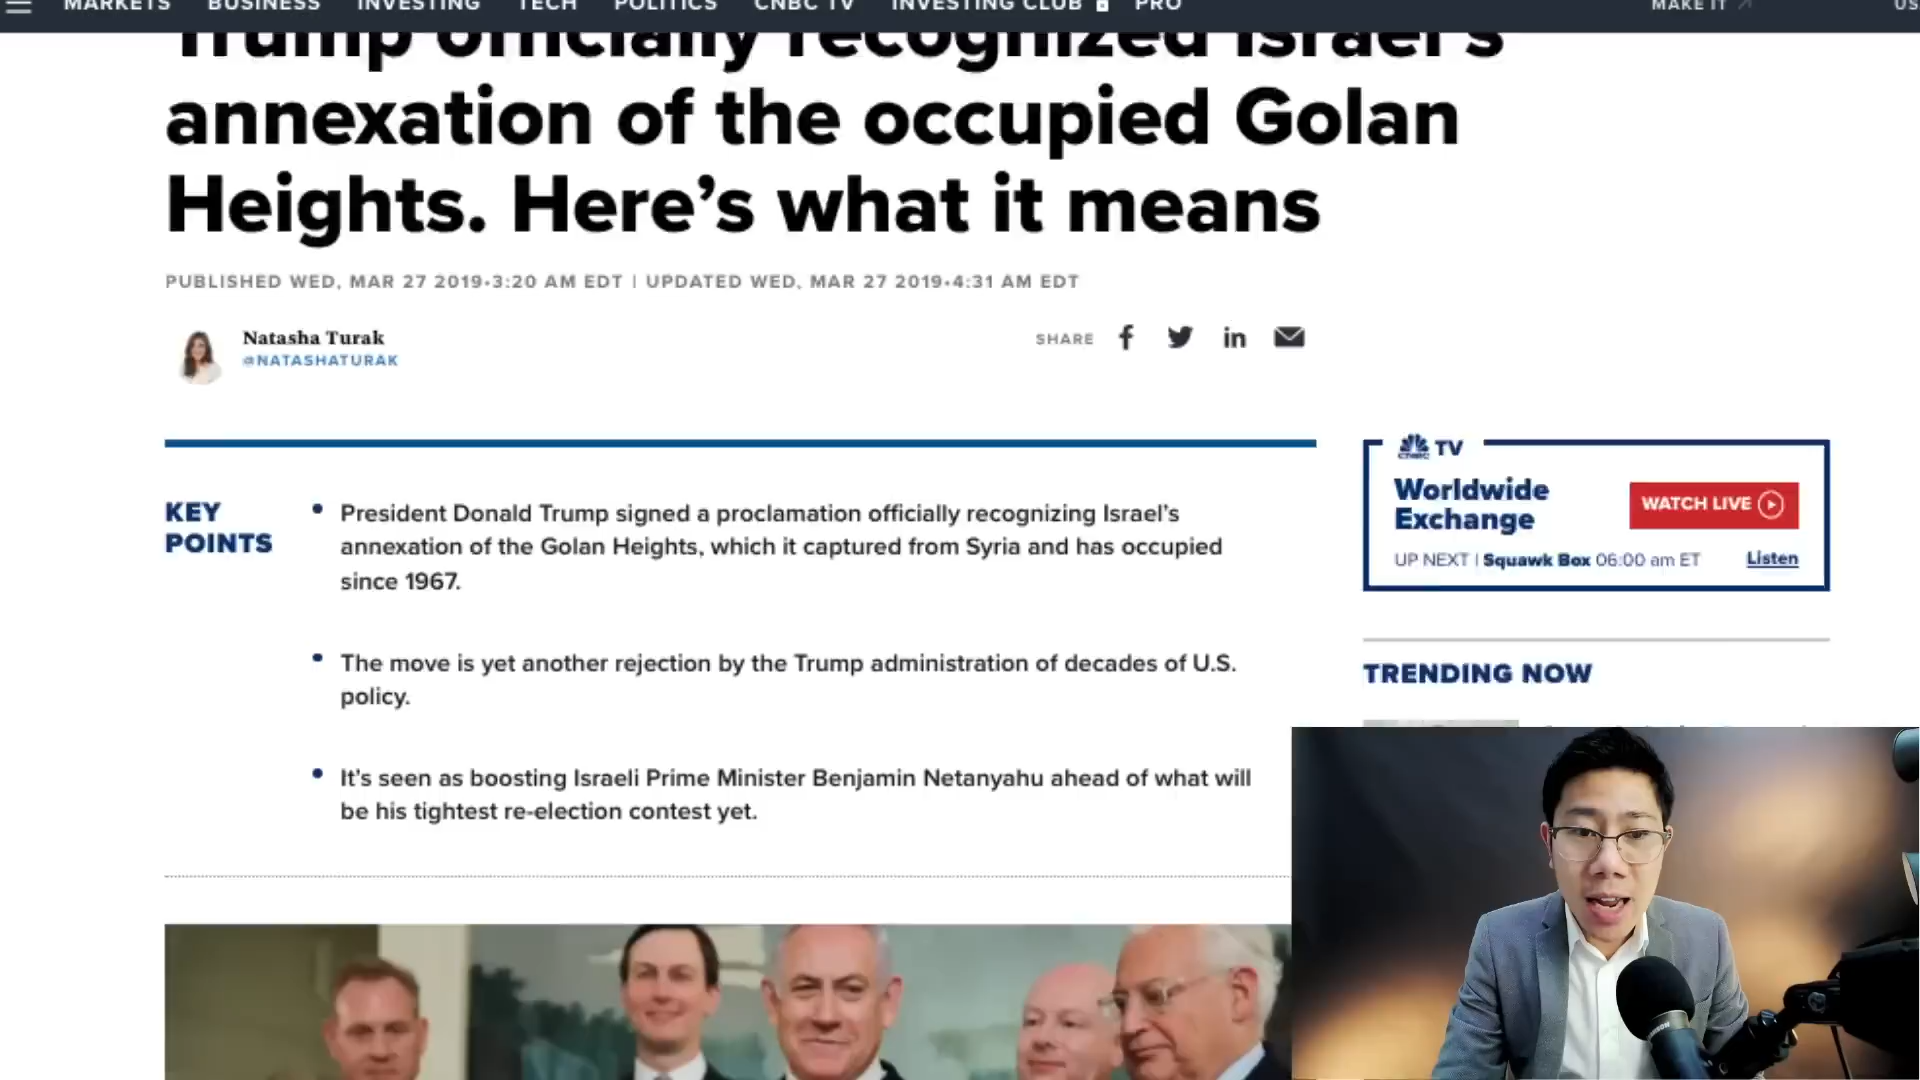 MARKETS BUSINESS INVESTING TECH POLITICS CNBC TV INVESTING CLUB PRO MAKE IT US
Trump officially recognized Israel's
annexation of the occupied Golan
Heights. Here’s what it means
PUBLISHED WED, MAR 27 2019•3:20 AM EDT | UPDATED WED, MAR 27 2019•4:31 AM EDT
Natasha Turak
@NATASHATURAK
SHARE
KEY
POINTS
• President Donald Trump signed a proclamation officially recognizing Israel’s
annexation of the Golan Heights, which it captured from Syria and has occupied
since 1967.
• The move is yet another rejection by the Trump administration of decades of U.S.
policy.
• It’s seen as boosting Israeli Prime Minister Benjamin Netanyahu ahead of what will
be his tightest re-election contest yet.
CNBC TV
Worldwide
Exchange
WATCH LIVE
UP NEXT | Squawk Box 06:00 am ET
Listen
TRENDING NOW